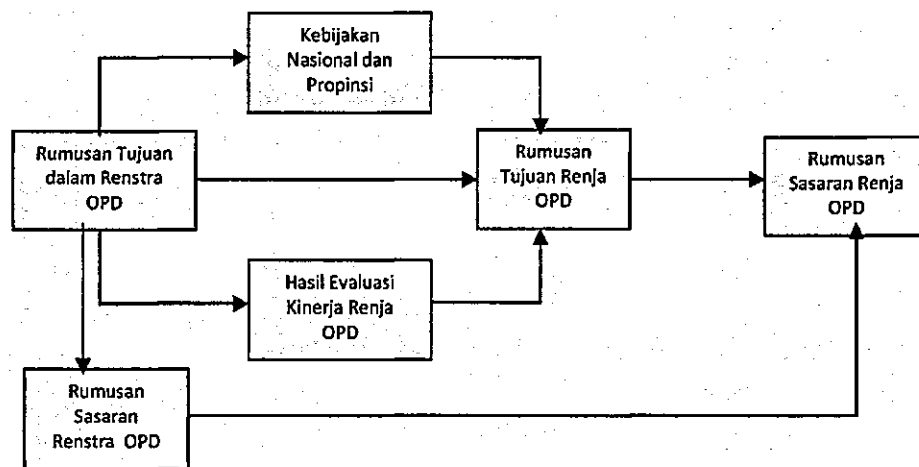 Kebijakan
Nasional dan
Propinsi
Rumusan Tujuan
dalam Renstra
OPD
Rumusan
Tujuan Renja
OPD
Rumusan
Sasaran Renja
OPD
Hasil Evaluasi
Kinerja Renja
OPD
Rumusan
Sasaran
Renstra OPD